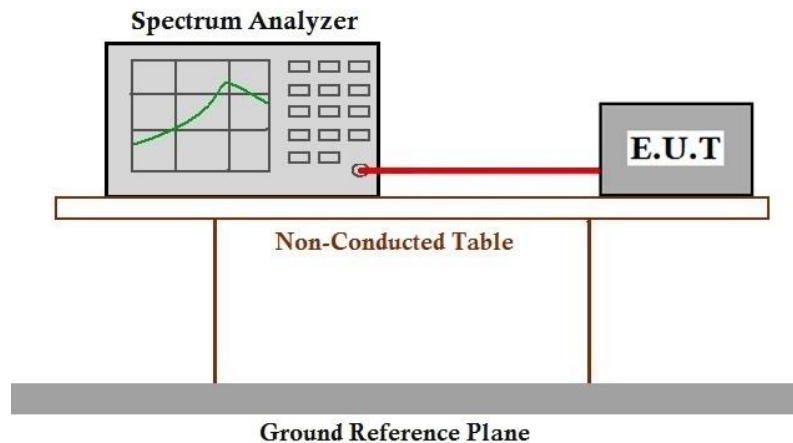 Spectrum Analyzer
E.U.T
Non-Conducted Table
Ground Reference Plane